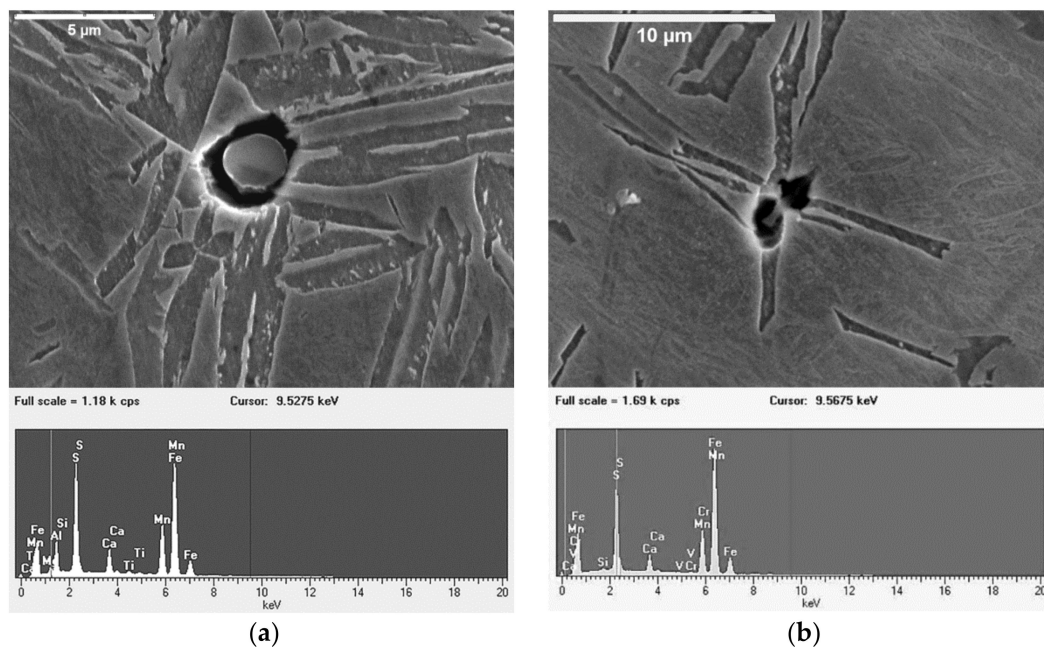 5 µm
10 µm
Full scale = 1.18 k cps Cursor: 9.5275 keV
Full scale = 1.69 k cps Cursor: 9.5675 keV
S
S
Mn
Fe
Fe
Mn
Si
Al
Ca
Ca
Ti
Ti
Mn
Fe
0 2 4 6 8 10 12 14 16 18 20
keV
S
S
Fe
Mn
Fe
Mn
Cr
V
Ca
Si
Ca
Ca
V
V
Cr
Cr
Mn
Fe
0 2 4 6 8 10 12 14 16 18 20
keV
(a)
(b)